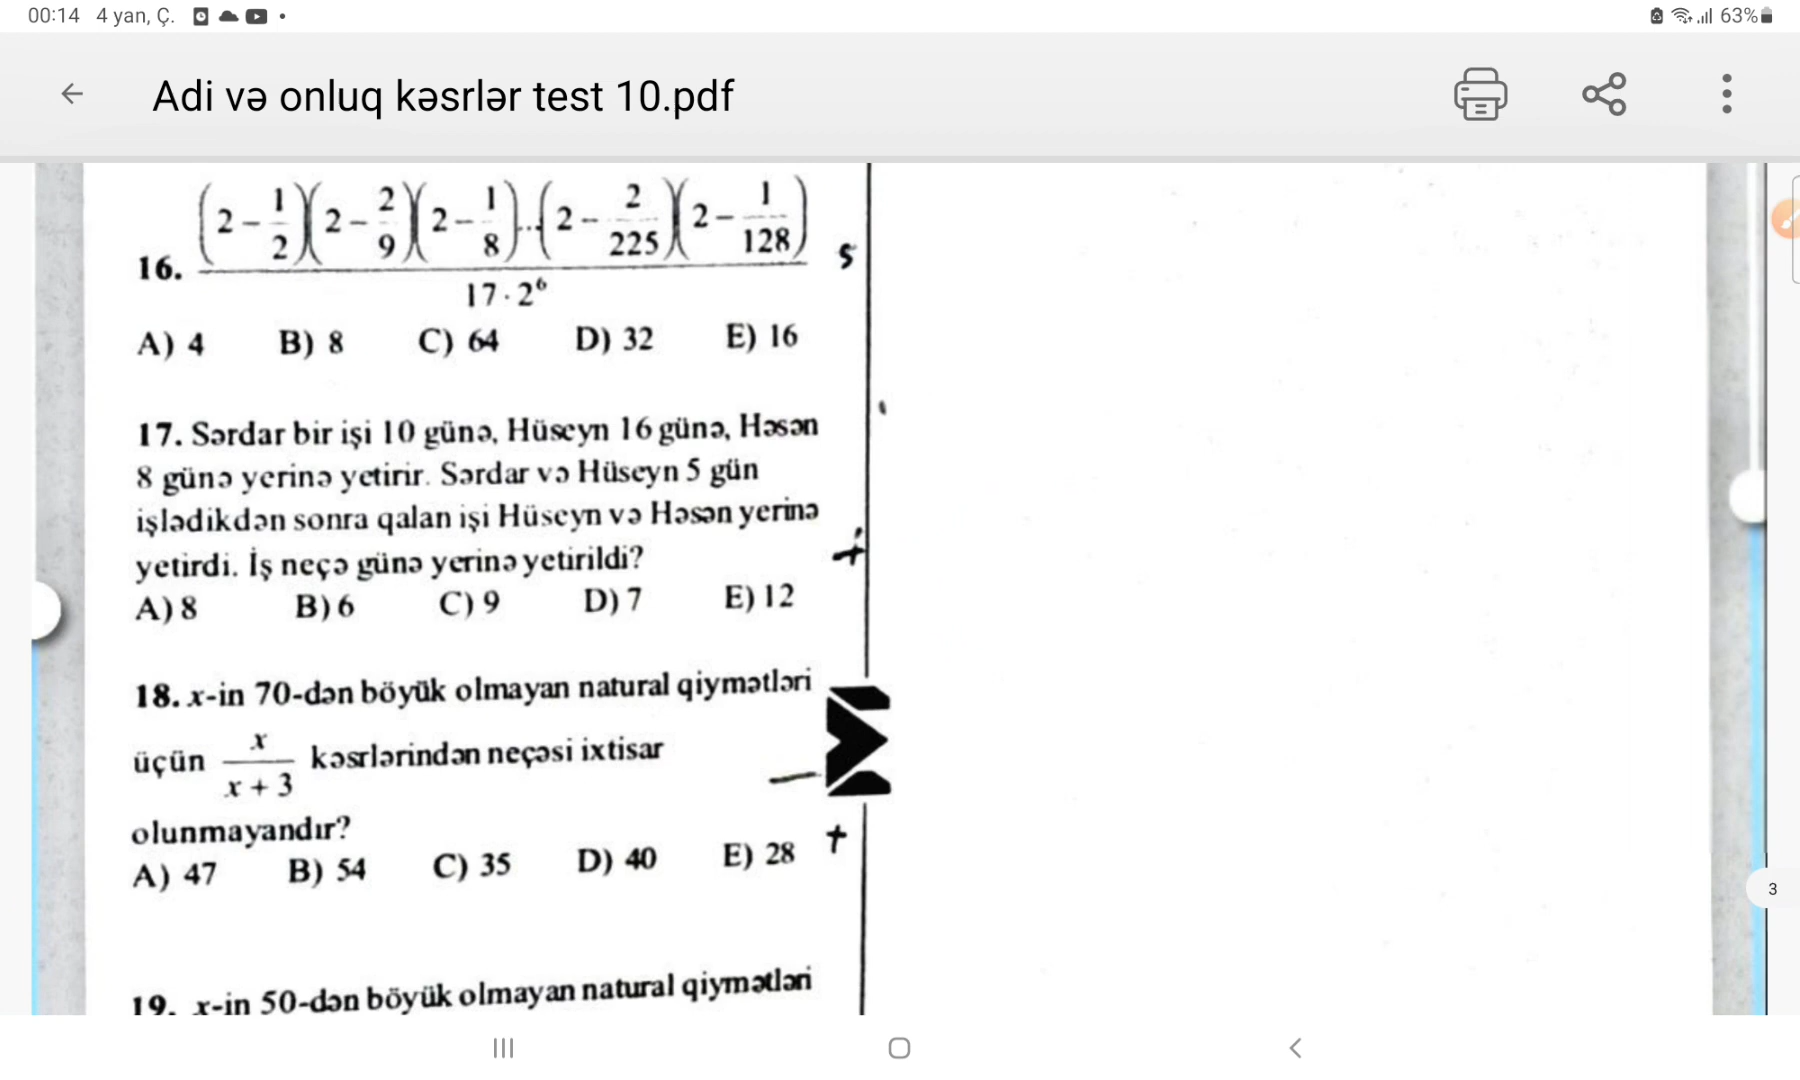 00:14 4 yan, Ç. •
63%
Adi və onluq kəsrlər test 10.pdf
16. (2 − 1/2)(2 − 2/9)(2 − 1/8)...(2 − 2/225)(2 − 1/128) / 17 · 2⁶ 5
A) 4 B) 8 C) 64 D) 32 E) 16
17. Sərdar bir işi 10 günə, Hüseyn 16 günə, Həsən
8 günə yerinə yetirir. Sərdar və Hüseyn 5 gün
işlədikdən sonra qalan işi Hüseyn və Həsən yerinə
yetirdi. İş neçə günə yerinə yetirildi? +
A) 8 B) 6 C) 9 D) 7 E) 12
18. x-in 70-dən böyük olmayan natural qiymətləri
üçün x/x + 3 kəsrlərindən neçəsi ixtisar
olunmayandır?
A) 47 B) 54 C) 35 D) 40 E) 28 +
3
19. x-in 50-dən böyük olmayan natural qiymətləri